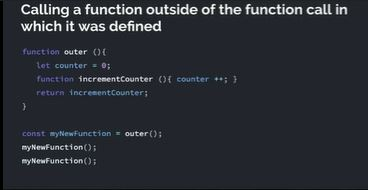 Calling a function outside of the function call in
which it was defined
function outer (){
let counter = 0;
function incrementCounter (){ counter ++; }
return incrementCounter;
}
const myNewFunction = outer();
myNewFunction();
myNewFunction();